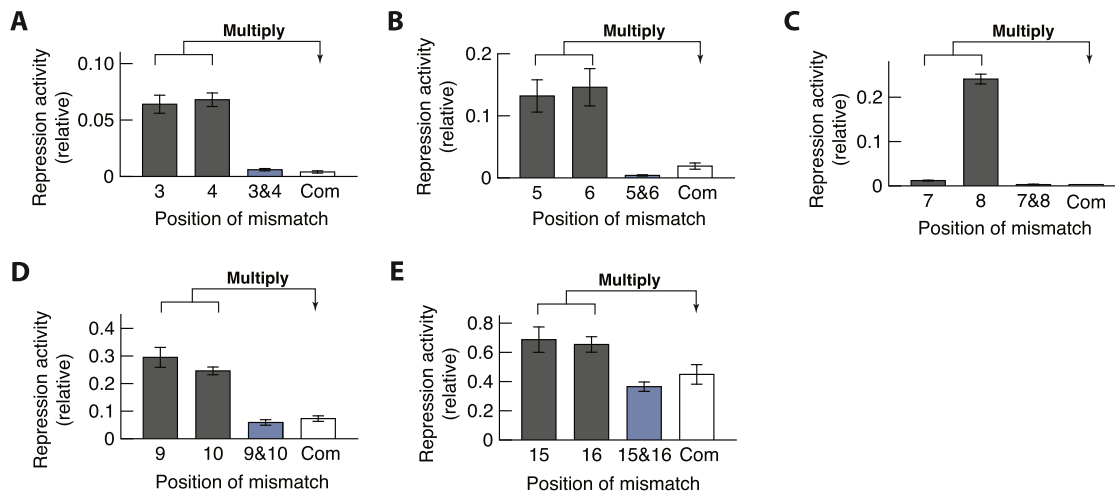 A
Multiply
Repression activity
(relative)
0.10
0.05
0
3 4 3&4 Com
Position of mismatch
B
Multiply
Repression activity
(relative)
0.2
0.1
0
5 6 5&6 Com
Position of mismatch
C
Multiply
Repression activity
(relative)
0.2
0.1
0
7 8 7&8 Com
Position of mismatch
D
Multiply
Repression activity
(relative)
0.4
0.3
0.2
0.1
0
9 10 9&10 Com
Position of mismatch
E
Multiply
Repression activity
(relative)
0.8
0.6
0.4
0.2
0
15 16 15&16 Com
Position of mismatch